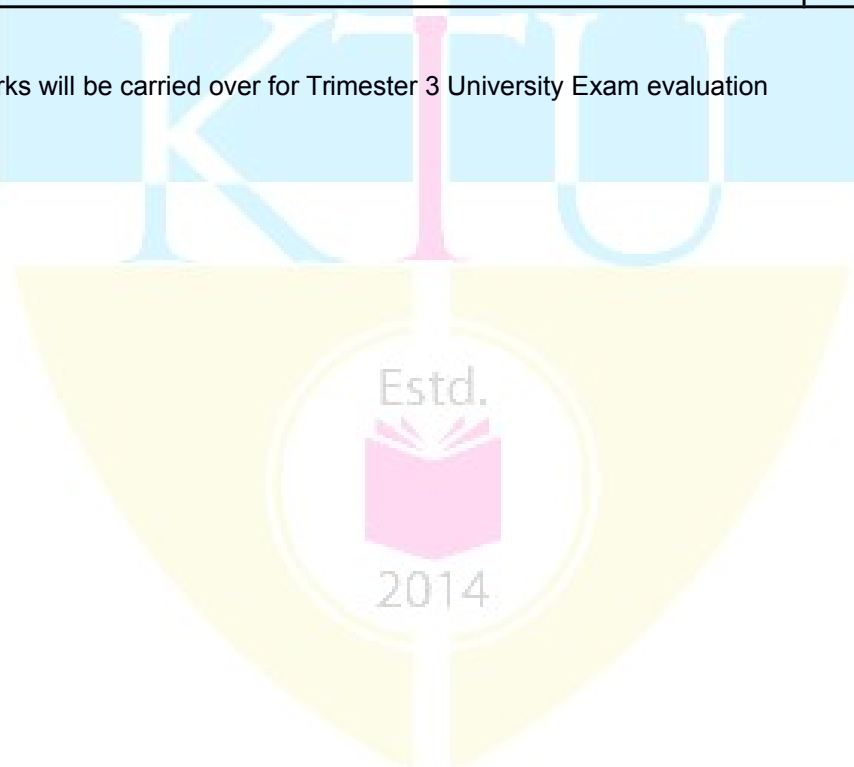 KTU
rks will be carried over for Trimester 3 University Exam evaluation
Estd.
2014